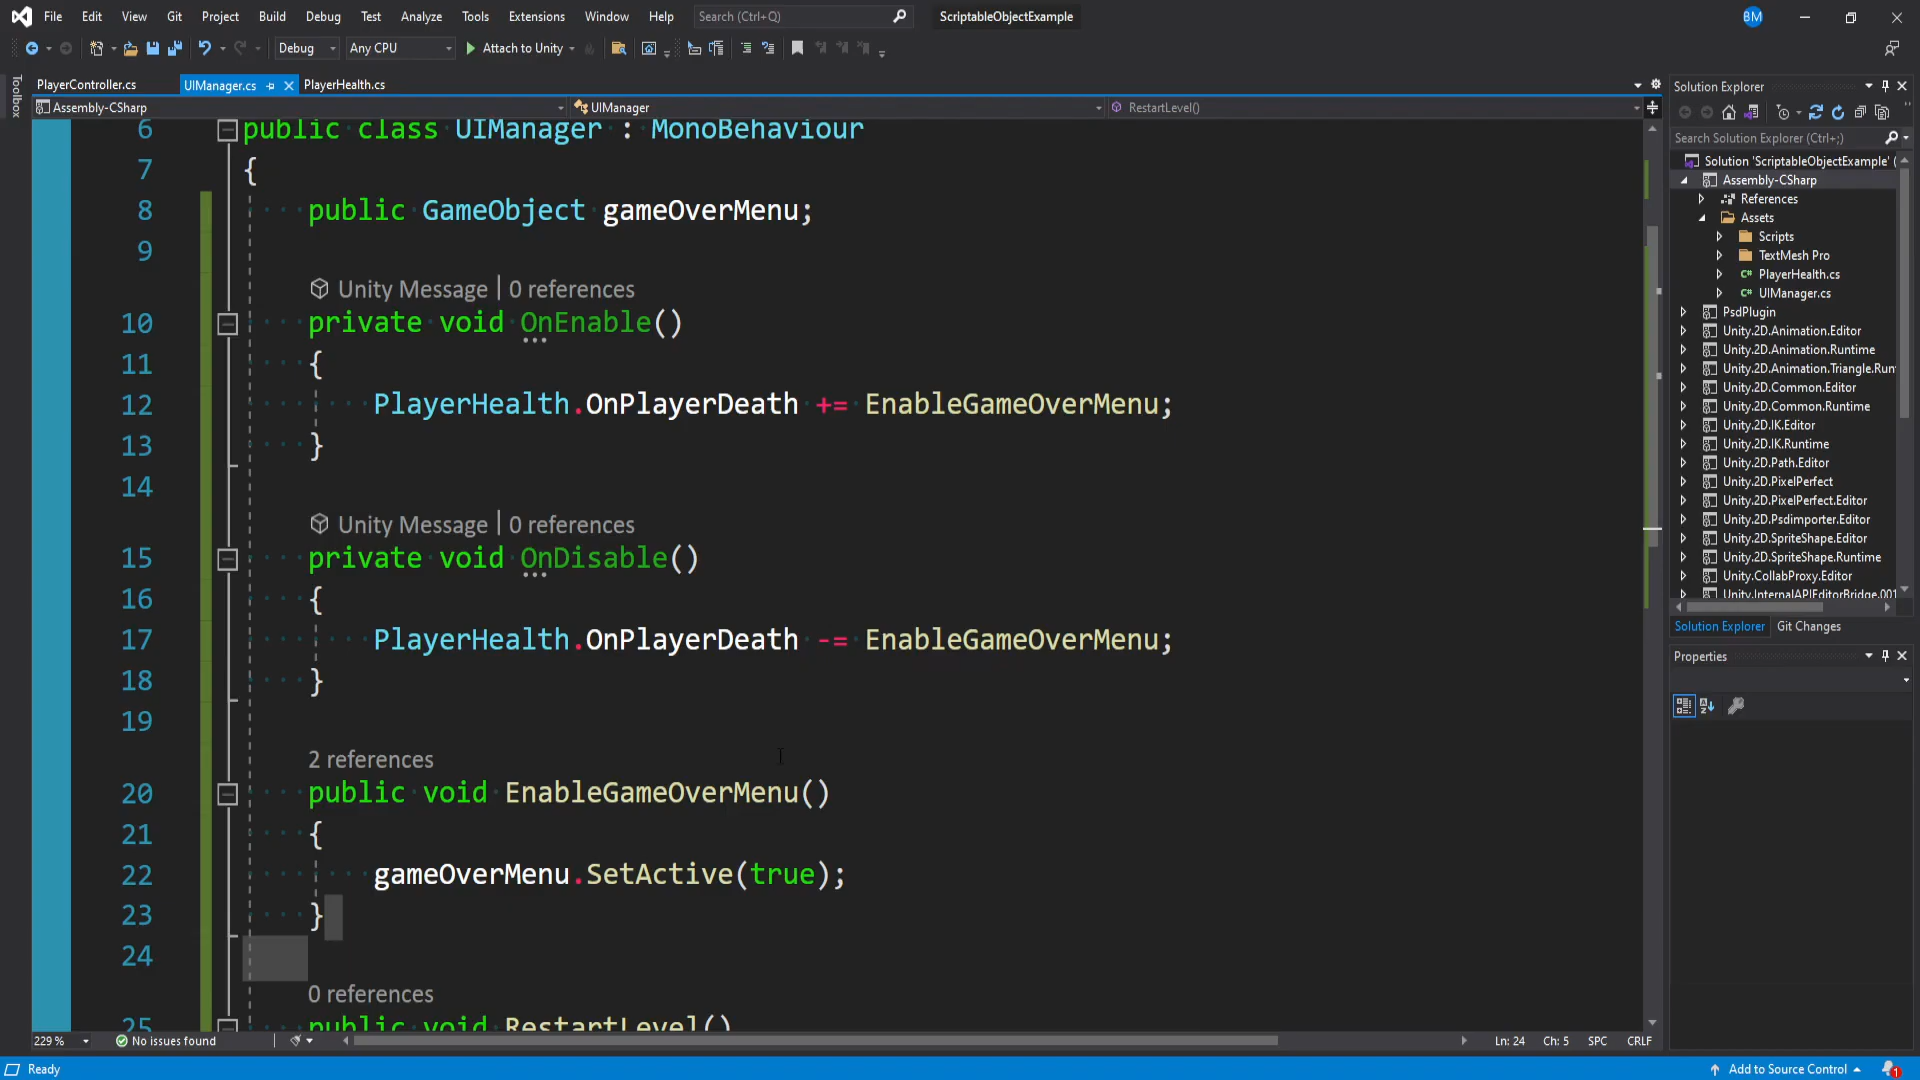 File Edit View Git Project Build Debug Test Analyze Tools Extensions Window Help Search (Ctrl+Q) ScriptableObjectExample BM
Debug Any CPU Attach to Unity
Toolbox
PlayerController.cs UIManager.cs PlayerHealth.cs
Assembly-CSharp UIManager RestartLevel()
6 public class UIManager : MonoBehaviour
7 {
8 public GameObject gameOverMenu;
9
Unity Message | 0 references
10 private void OnEnable()
11 {
12 PlayerHealth.OnPlayerDeath += EnableGameOverMenu;
13 }
14
Unity Message | 0 references
15 private void OnDisable()
16 {
17 PlayerHealth.OnPlayerDeath -= EnableGameOverMenu;
18 }
19
2 references
20 public void EnableGameOverMenu()
21 {
22 gameOverMenu.SetActive(true);
23 }
24
0 references
25 public void RestartLevel()
229 % No issues found Ln: 24 Ch: 5 SPC CRLF
Solution Explorer
Search Solution Explorer (Ctrl+;)
Solution 'ScriptableObjectExample' (
Assembly-CSharp
References
Assets
Scripts
TextMesh Pro
C# PlayerHealth.cs
C# UIManager.cs
PsdPlugin
Unity.2D.Animation.Editor
Unity.2D.Animation.Runtime
Unity.2D.Animation.Triangle.Run
Unity.2D.Common.Editor
Unity.2D.Common.Runtime
Unity.2D.IK.Editor
Unity.2D.IK.Runtime
Unity.2D.Path.Editor
Unity.2D.PixelPerfect
Unity.2D.PixelPerfect.Editor
Unity.2D.Psdimporter.Editor
Unity.2D.SpriteShape.Editor
Unity.2D.SpriteShape.Runtime
Unity.CollabProxy.Editor
Unity.InternalAPIEditorBridge.001
Solution Explorer Git Changes
Properties
Ready Add to Source Control 1